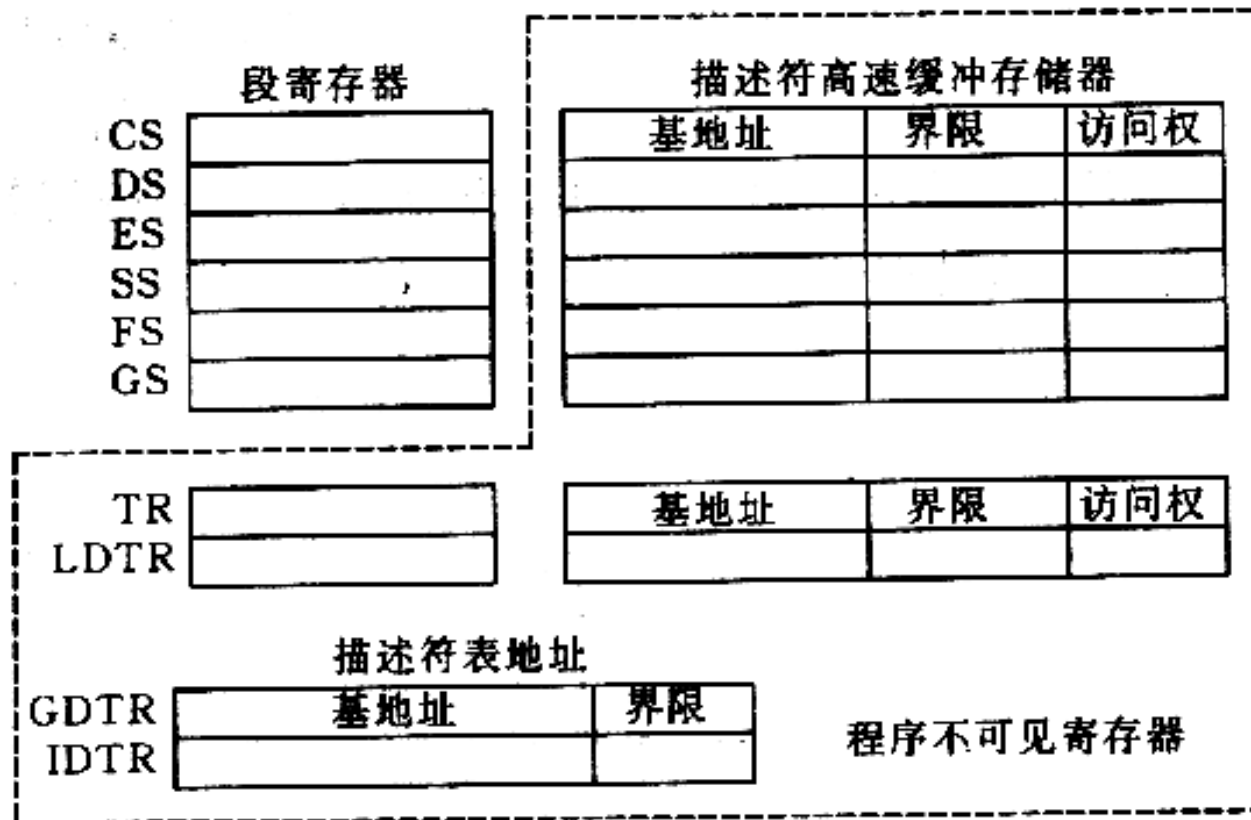 段寄存器
描述符高速缓冲存储器
CS 基地址 界限 访问权
DS
ES
SS
FS
GS
TR 基地址 界限 访问权
LDTR
描述符表地址
GDTR 基地址 界限
IDTR
程序不可见寄存器